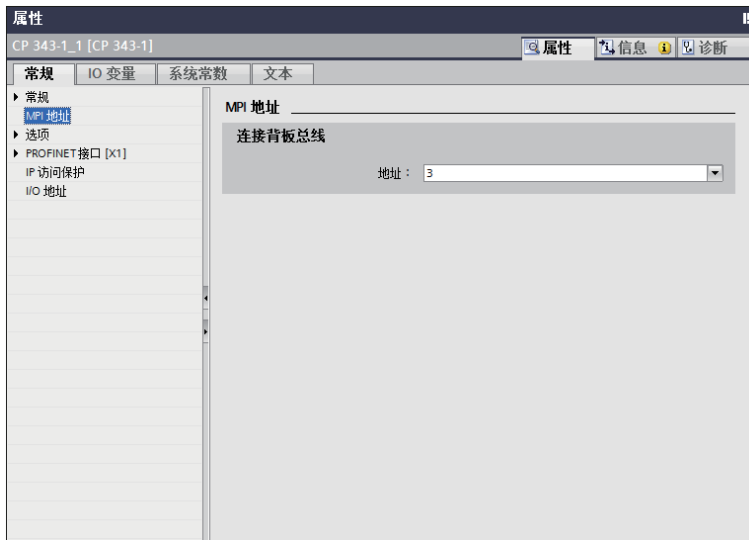 属性
CP 343-1_1 [CP 343-1]
属性 信息 诊断
常规 IO 变量 系统常数 文本
常规
MPI 地址
选项
PROFINET接口 [X1]
IP 访问保护
I/O 地址
MPI 地址
连接背板总线
地址： 3